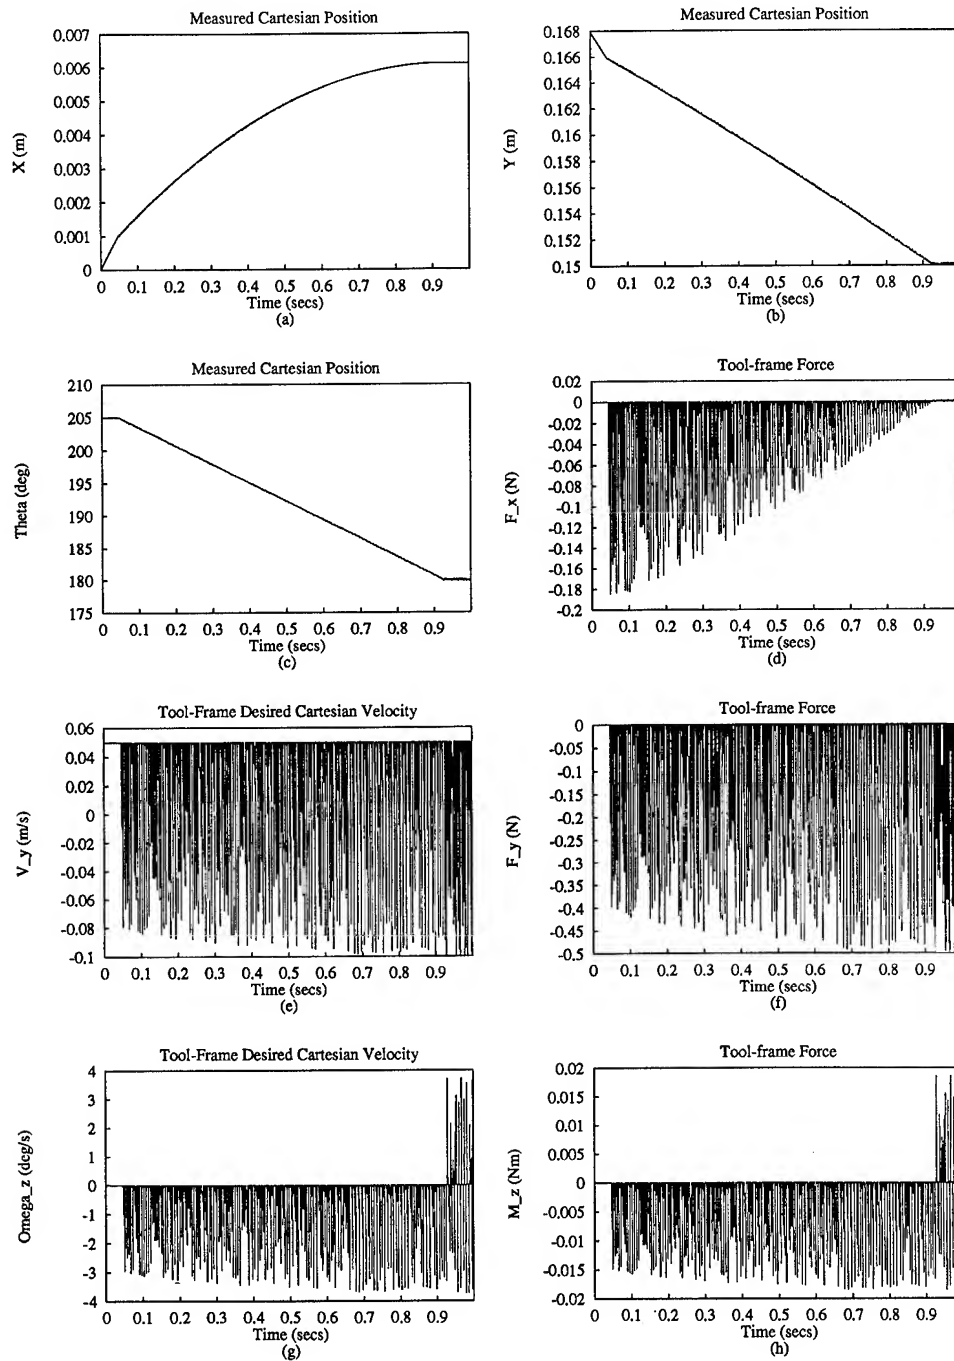 Measured Cartesian Position
0.007
0.006
0.005
0.004
0.003
0.002
0.001
0
X (m)
0 0.1 0.2 0.3 0.4 0.5 0.6 0.7 0.8 0.9
Time (secs)
(a)
Measured Cartesian Position
0.168
0.166
0.162
0.16
0.158
0.156
0.154
0.152
0.15
Y (m)
0 0.1 0.2 0.3 0.4 0.5 0.6 0.7 0.8 0.9
Time (secs)
(b)
Measured Cartesian Position
210
205
200
195
190
185
180
175
Theta (deg)
0 0.1 0.2 0.3 0.4 0.5 0.6 0.7 0.8 0.9
Time (secs)
(c)
Tool-frame Force
0.02
0
-0.02
-0.04
-0.06
-0.08
-0.1
-0.12
-0.14
-0.16
-0.18
-0.2
F_x (N)
0 0.1 0.2 0.3 0.4 0.5 0.6 0.7 0.8 0.9
Time (secs)
(d)
Tool-Frame Desired Cartesian Velocity
0.06
0.04
0.02
0
-0.02
-0.04
-0.06
-0.08
-0.1
V_y (m/s)
0 0.1 0.2 0.3 0.4 0.5 0.6 0.7 0.8 0.9
Time (secs)
(e)
Tool-frame Force
0
-0.05
-0.1
-0.15
-0.2
-0.25
-0.3
-0.35
-0.4
-0.45
-0.5
F_y (N)
0 0.1 0.2 0.3 0.4 0.5 0.6 0.7 0.8 0.9
Time (secs)
(f)
Tool-Frame Desired Cartesian Velocity
4
3
2
1
0
-1
-2
-3
-4
Omega_z (deg/s)
0 0.1 0.2 0.3 0.4 0.5 0.6 0.7 0.8 0.9
Time (secs)
(g)
Tool-frame Force
0.02
0.015
0.01
0.005
0
-0.005
-0.01
-0.015
-0.02
M_z (Nm)
0 0.1 0.2 0.3 0.4 0.5 0.6 0.7 0.8 0.9
Time (secs)
(h)